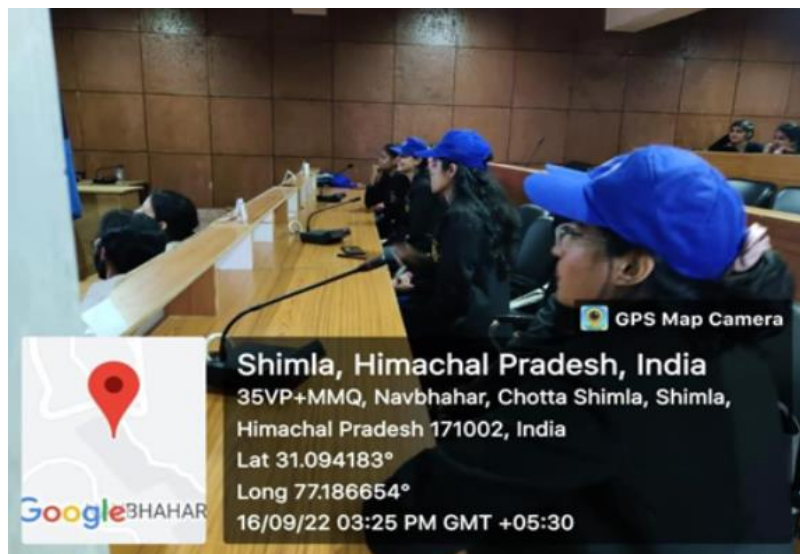 GPS Map Camera
Shimla, Himachal Pradesh, India
35VP+MMQ, Navbhahar, Chotta Shimla, Shimla,
Himachal Pradesh 171002, India
Lat 31.094183°
Long 77.186654°
16/09/22 03:25 PM GMT +05:30
Google
BHAHAR